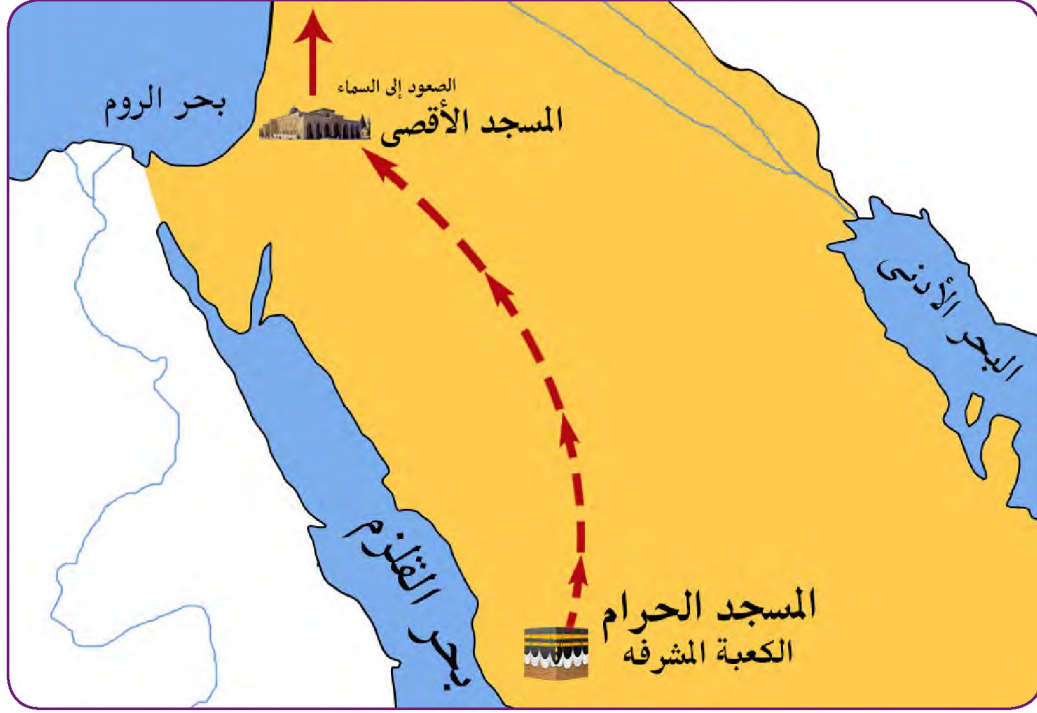 الصعود إلى السماء
المسجد الأقصى
بحر الروم
البحر الأدنى
بحر القلزم
المسجد الحرام
الكعبة المشرفه